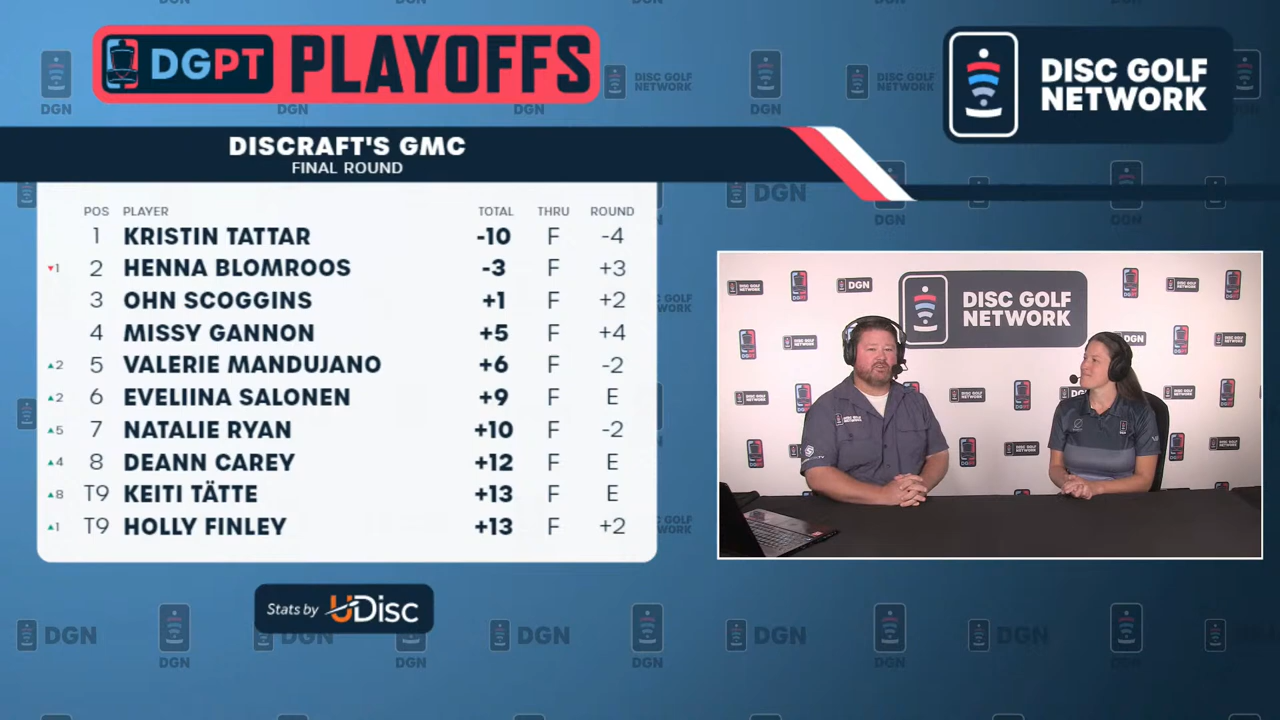 DGPT PLAYOFFS
DISC GOLF
NETWORK
DISCRAFT'S GMC
FINAL ROUND
POS PLAYER TOTAL THRU ROUND
1 KRISTIN TATTAR -10 F -4
▼1 2 HENNA BLOMROOS -3 F +3
3 OHN SCOGGINS +1 F +2
4 MISSY GANNON +5 F +4
▲2 5 VALERIE MANDUJANO +6 F -2
▲2 6 EVELIINA SALONEN +9 F E
▲5 7 NATALIE RYAN +10 F -2
▲4 8 DEANN CAREY +12 F E
▲8 T9 KEITI TÄTTE +13 F E
▲1 T9 HOLLY FINLEY +13 F +2
Stats by UDisc
DISC GOLF
NETWORK
DGN
DGPT